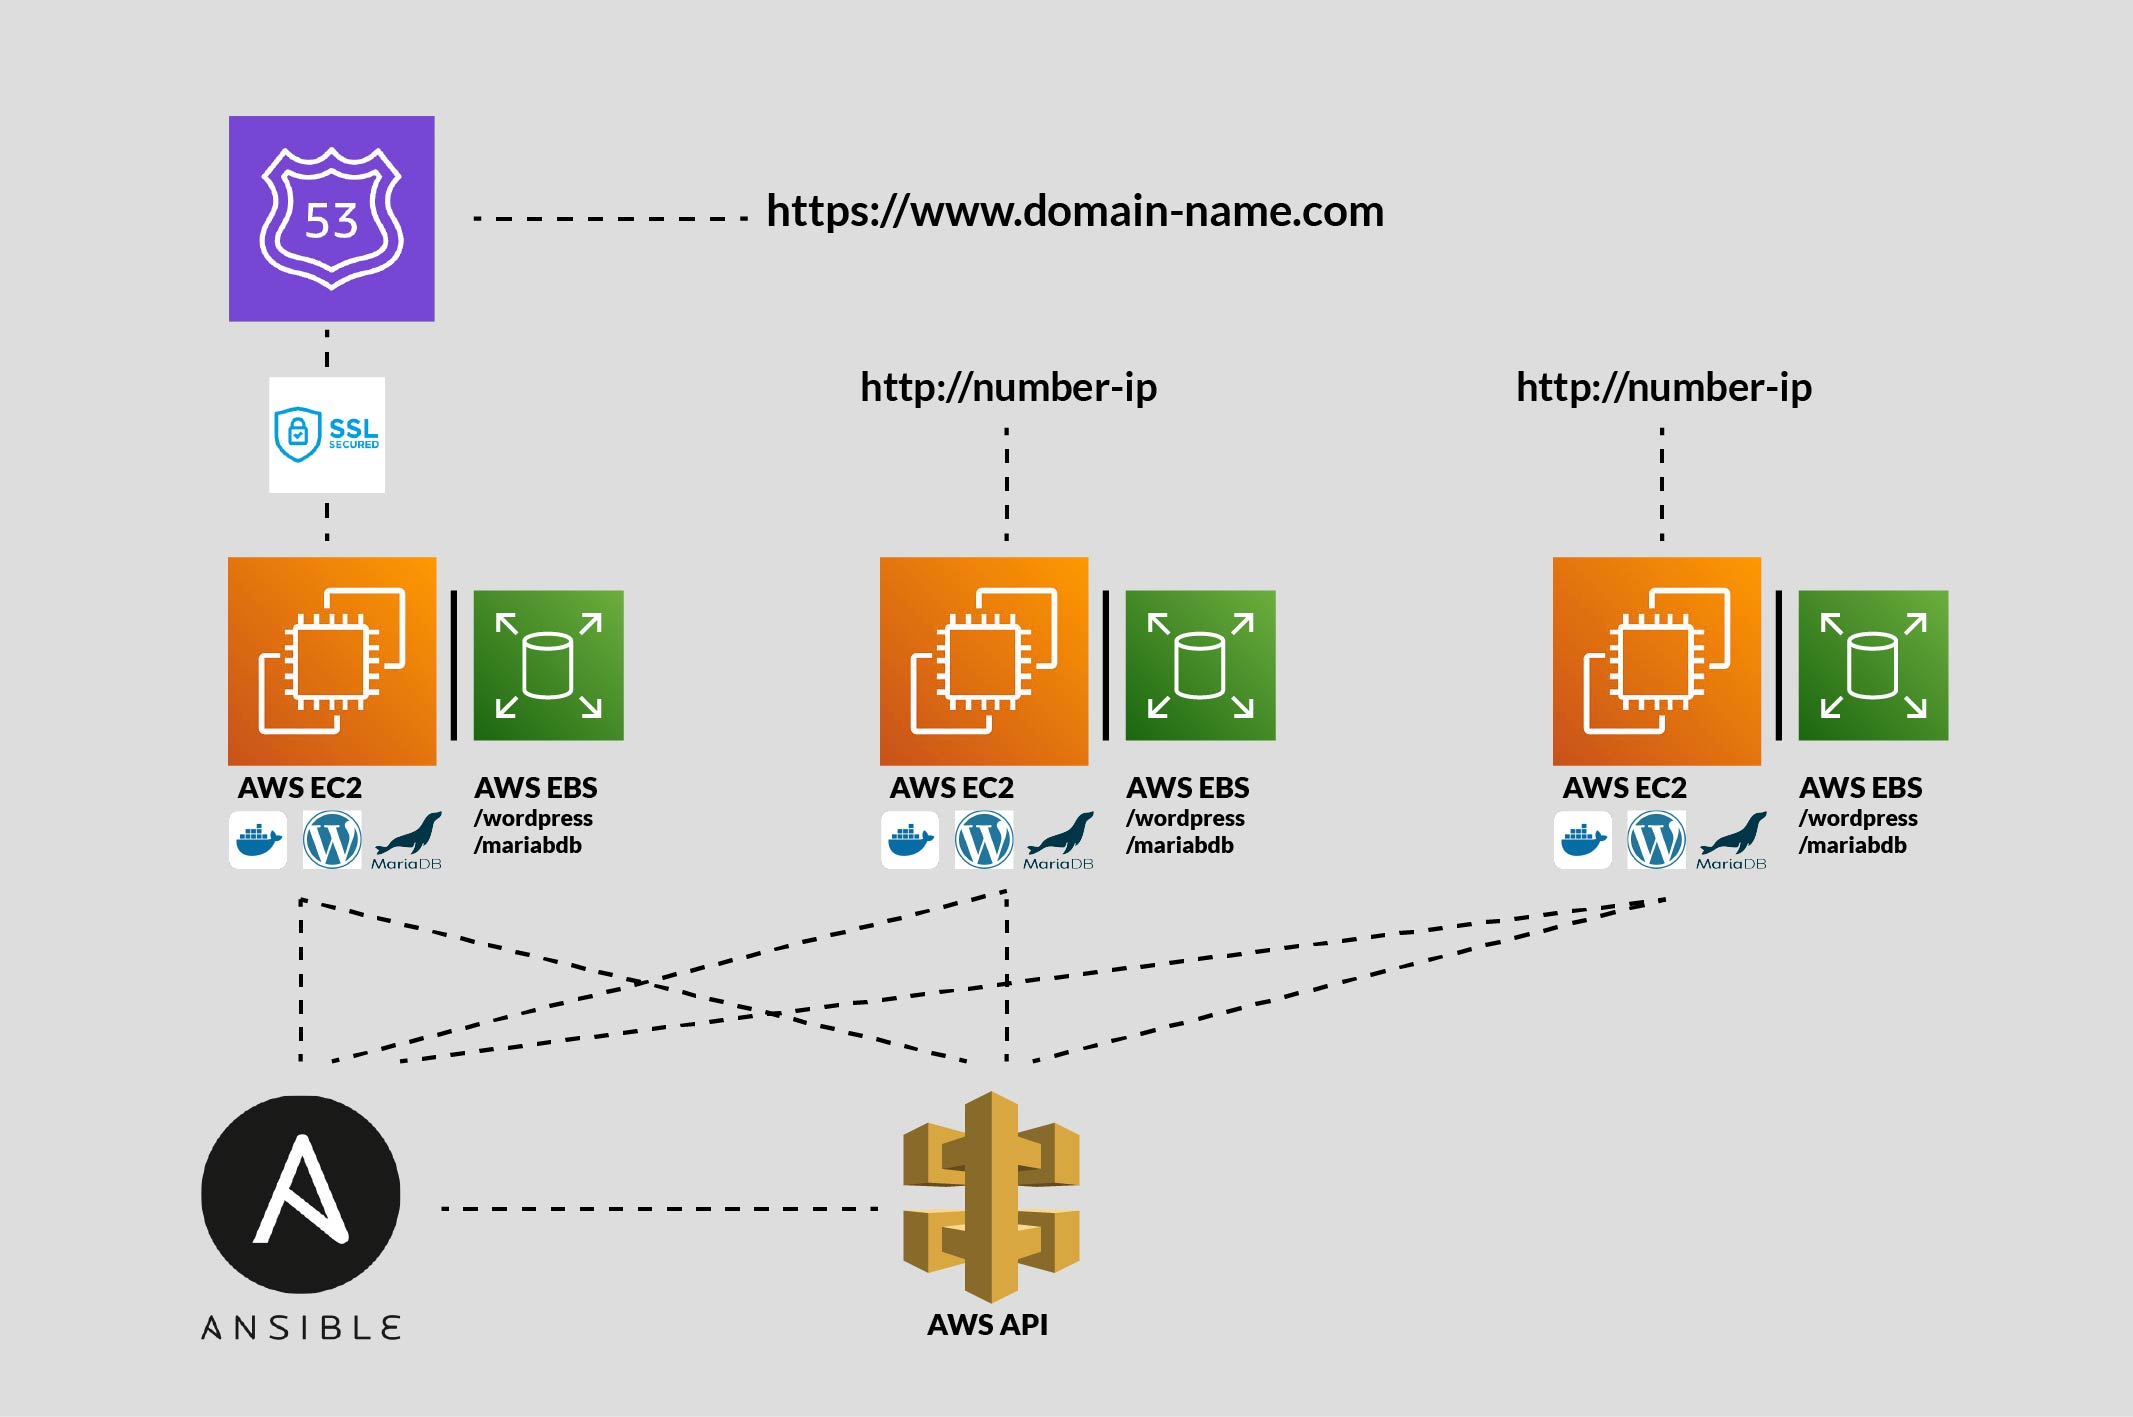 53
https://www.domain-name.com
SSL
SECURED
http://number-ip
http://number-ip
AWS EC2
MariaDB
AWS EBS
/wordpress
/mariabdb
AWS EC2
MariaDB
AWS EBS
/wordpress
/mariabdb
AWS EC2
MariaDB
AWS EBS
/wordpress
/mariabdb
ANSIBLE
AWS API